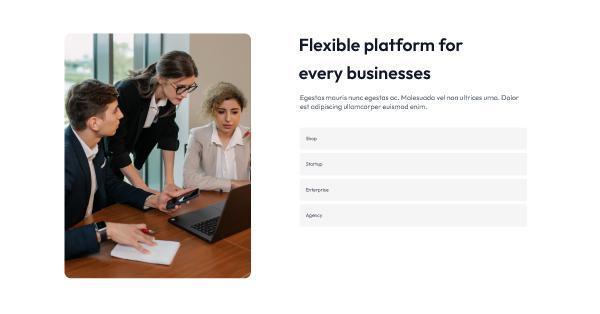 Flexible platform for
every businesses
Egestas mauris nunc egestas ac. Malesuada vel non ultrices urna. Dolor
est adipiscing ullamcorper euismod enim.
Shop
Startup
Enterprise
Agency